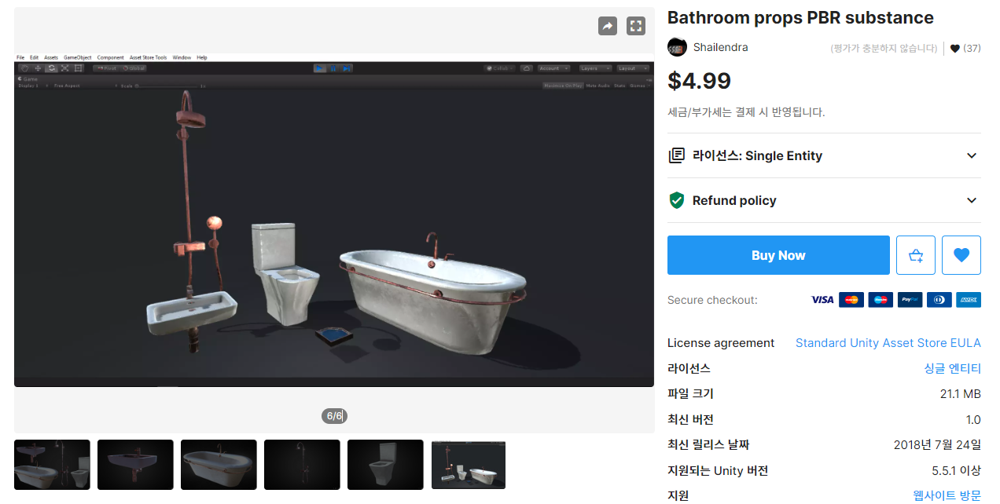 Bathroom props PBR substance
Shailendra
(평가가 충분하지 않습니다)
(37)
$4.99
세금/부가세는 결제 시 반영됩니다.
라이선스: Single Entity
Refund policy
Buy Now
Secure checkout:
VISA
PayPal
AMEX
License agreement Standard Unity Asset Store EULA
라이선스 싱글 엔티티
파일 크기 21.1 MB
최신 버전 1.0
최신 릴리스 날짜 2018년 7월 24일
지원되는 Unity 버전 5.5.1 이상
지원 웹사이트 방문
File Edit Assets GameObject Component Asset Store Tools Window Help
Pivot Global Collab Account Layers Layout
Game
Display 1 Free Aspect Scale 1x Maximize On Play Mute Audio Stats Gizmos
6/6